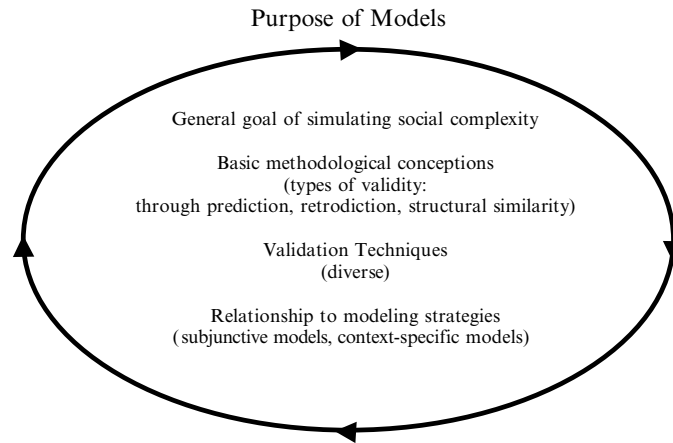 Purpose of Models
General goal of simulating social complexity
Basic methodological conceptions
(types of validity:
through prediction, retrodiction, structural similarity)
Validation Techniques
(diverse)
Relationship to modeling strategies
(subjunctive models, context-specific models)